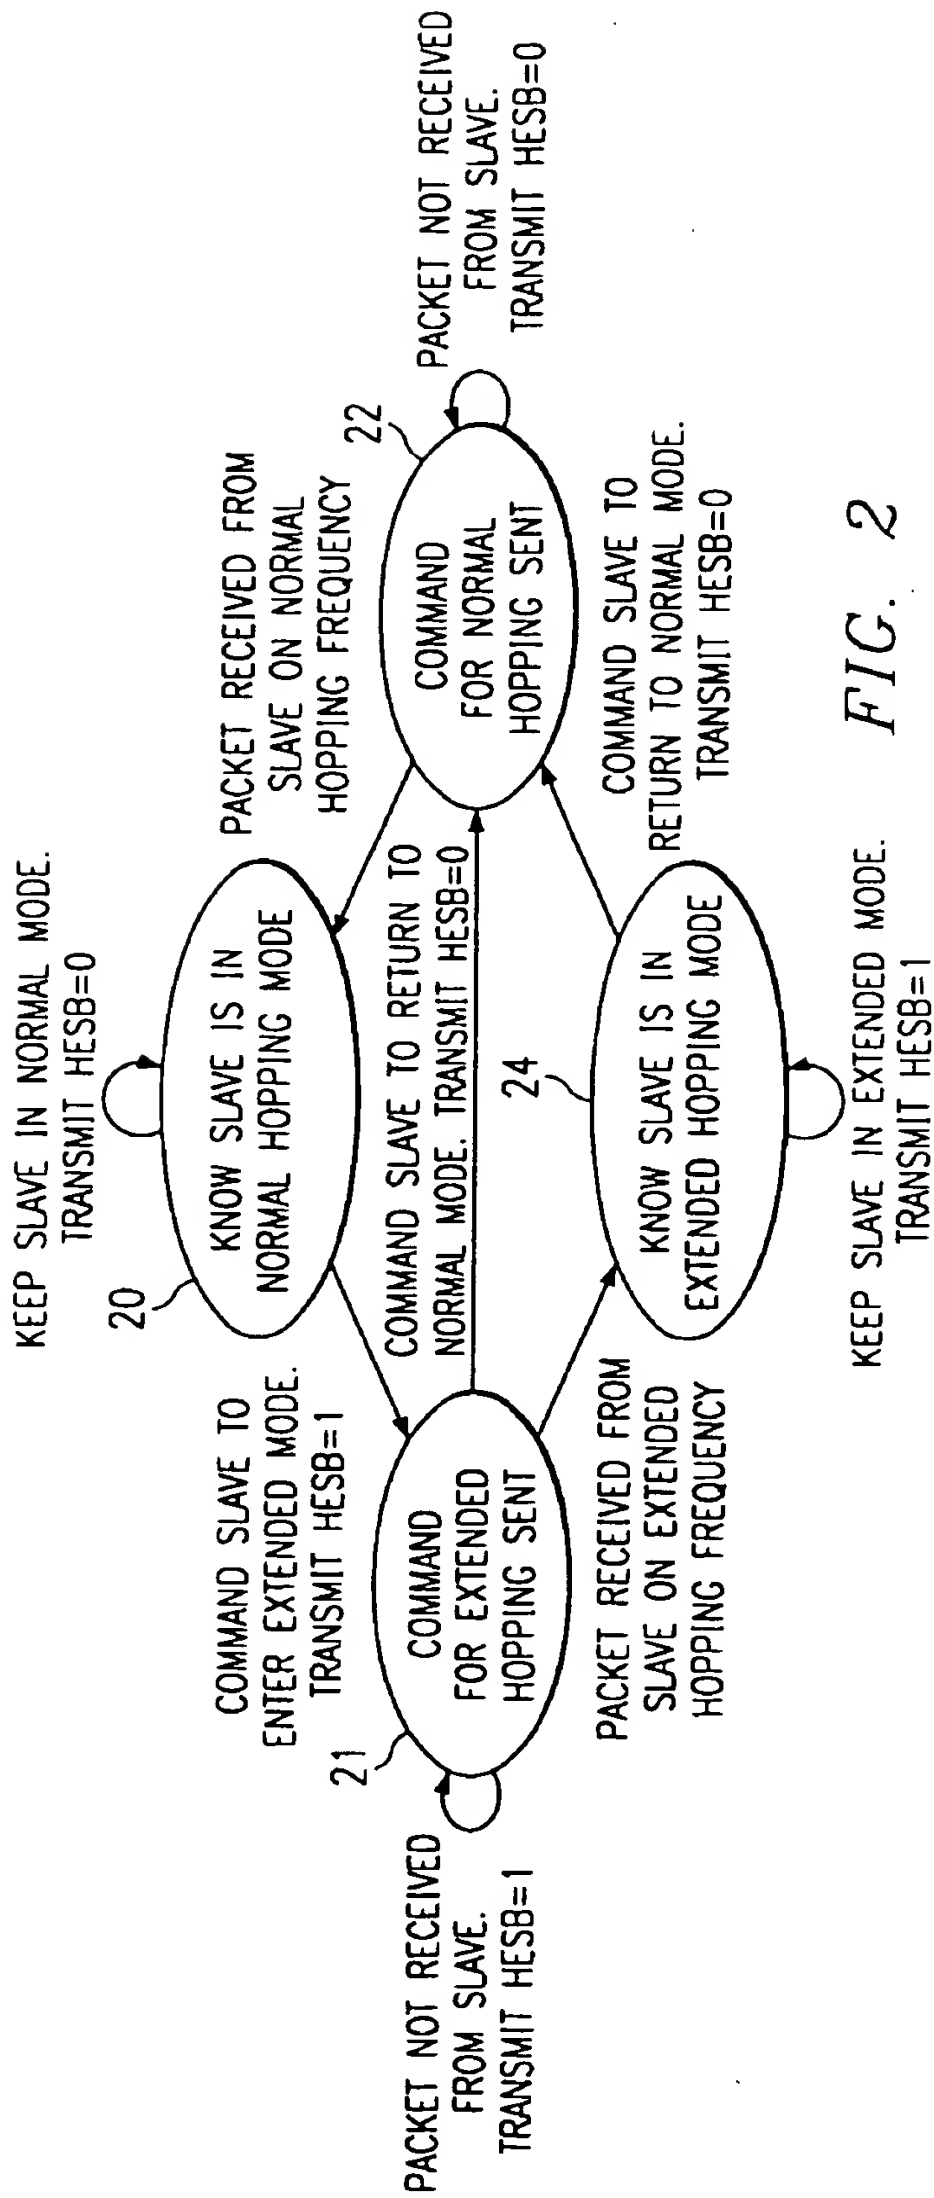 KEEP SLAVE IN NORMAL MODE.
TRANSMIT HESB=0
20
KNOW SLAVE IS IN
NORMAL HOPPING MODE
COMMAND SLAVE TO
ENTER EXTENDED MODE.
TRANSMIT HESB=1
PACKET RECEIVED FROM
SLAVE ON NORMAL
HOPPING FREQUENCY
PACKET NOT RECEIVED
FROM SLAVE.
TRANSMIT HESB=1
21
COMMAND
FOR EXTENDED
HOPPING SENT
COMMAND SLAVE TO RETURN TO
NORMAL MODE. TRANSMIT HESB=0
22
COMMAND
FOR NORMAL
HOPPING SENT
PACKET NOT RECEIVED
FROM SLAVE.
TRANSMIT HESB=0
PACKET RECEIVED FROM
SLAVE ON EXTENDED
HOPPING FREQUENCY
24
KNOW SLAVE IS IN
EXTENDED HOPPING MODE
COMMAND SLAVE TO
RETURN TO NORMAL MODE.
TRANSMIT HESB=0
KEEP SLAVE IN EXTENDED MODE.
TRANSMIT HESB=1
FIG. 2